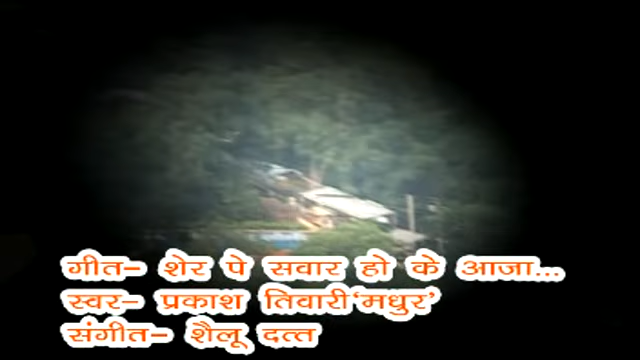 गीत- शेर पे सवार हो के आजा...
स्वर- प्रकाश तिवारी 'मधुर'
संगीत- शैलू दत्त